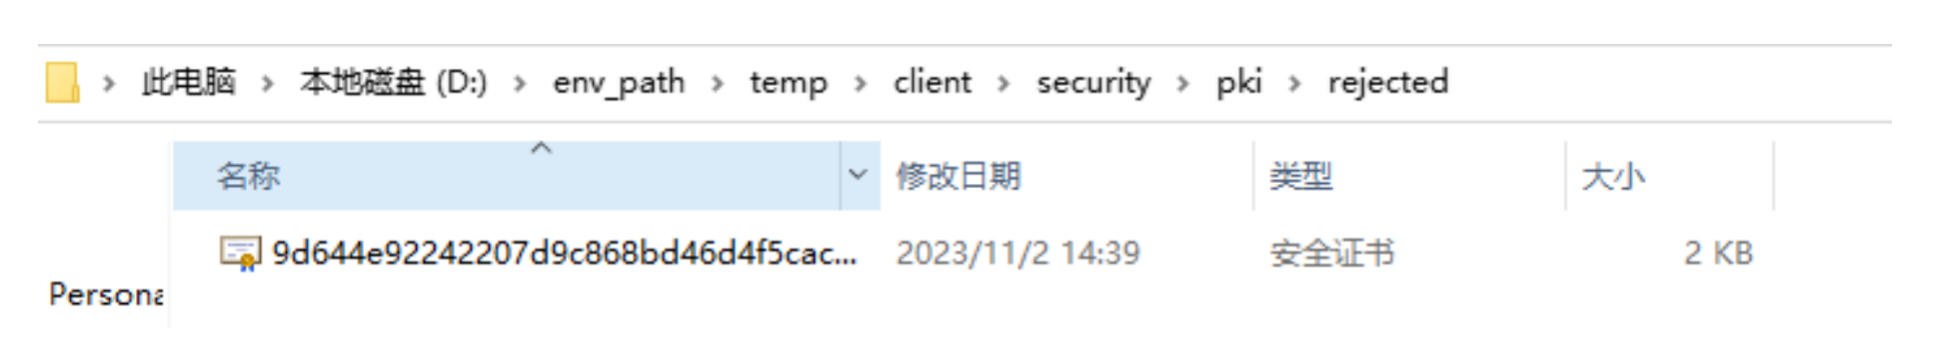 此电脑 > 本地磁盘 (D:) > env_path > temp > client > security > pki > rejected
名称 修改日期 类型 大小
9d644e92242207d9c868bd46d4f5cac... 2023/11/2 14:39 安全证书 2 KB
Persona